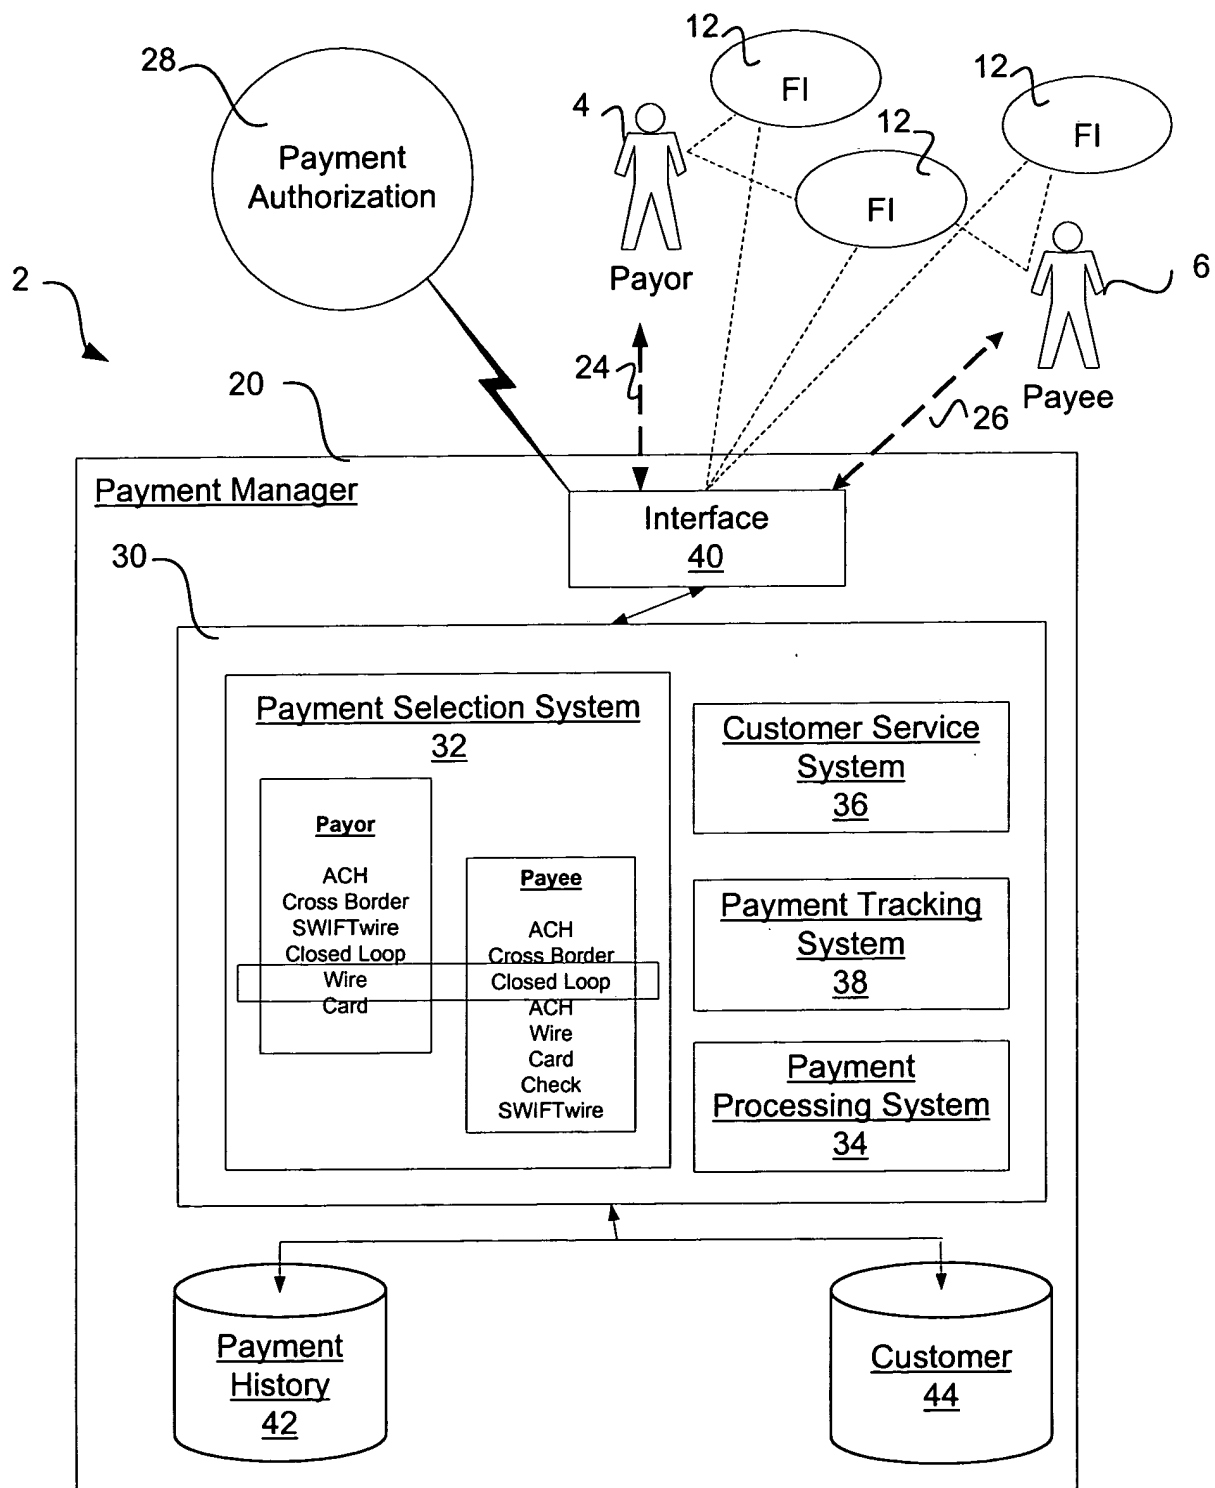 12
28
FI
12
4
12
FI
Payment
Authorization
FI
2
Payor
6
24
20
Payee
26
Payment Manager
Interface
40
30
Payment Selection System
32
Customer Service
System
36
Payor
ACH
Cross Border
SWIFTwire
Closed Loop
Wire
Card
Payee
ACH
Cross Border
Closed Loop
ACH
Wire
Card
Check
SWIFTwire
Payment Tracking
System
38
Payment
Processing System
34
Payment
History
42
Customer
44